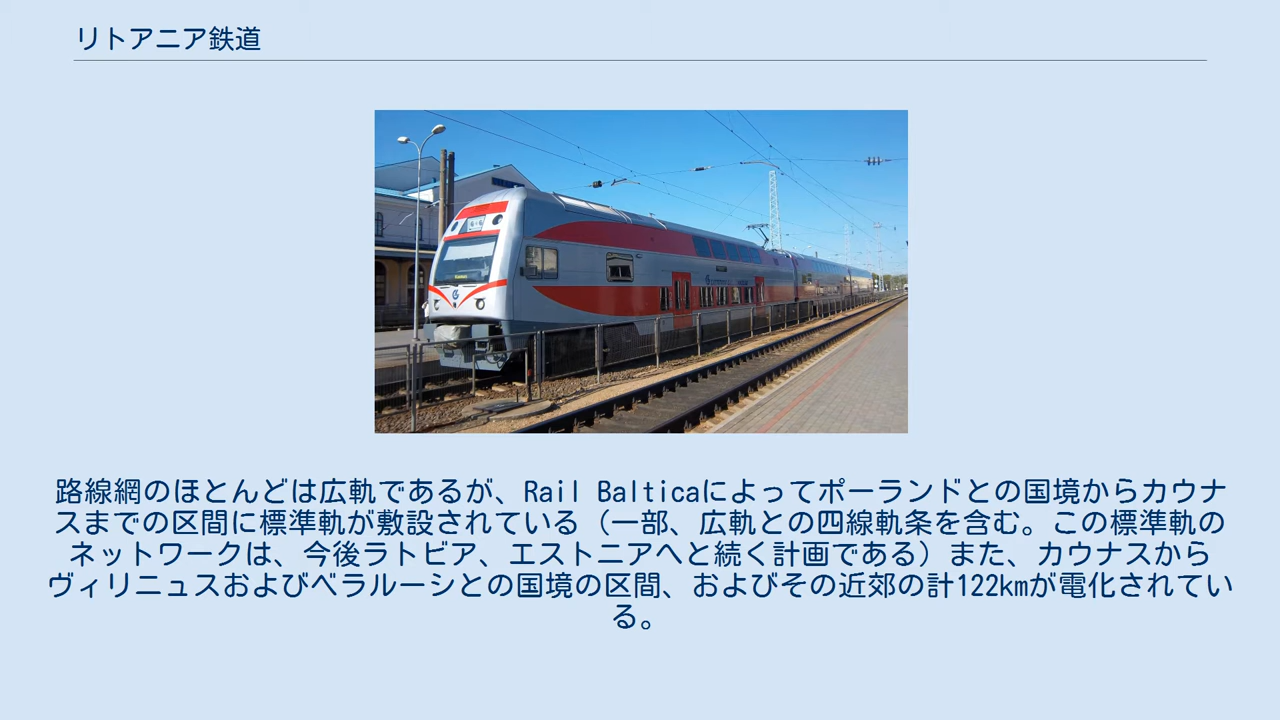 リトアニア鉄道
路線網のほとんどは広軌であるが、Rail Balticaによってポーランドとの国境からカウナ
スまでの区間に標準軌が敷設されている（一部、広軌との四線軌条を含む。この標準軌の
ネットワークは、今後ラトビア、エストニアへと続く計画である）また、カウナスから
ヴィリニュスおよびベラルーシとの国境の区間、およびその近郊の計122kmが電化されてい
る。